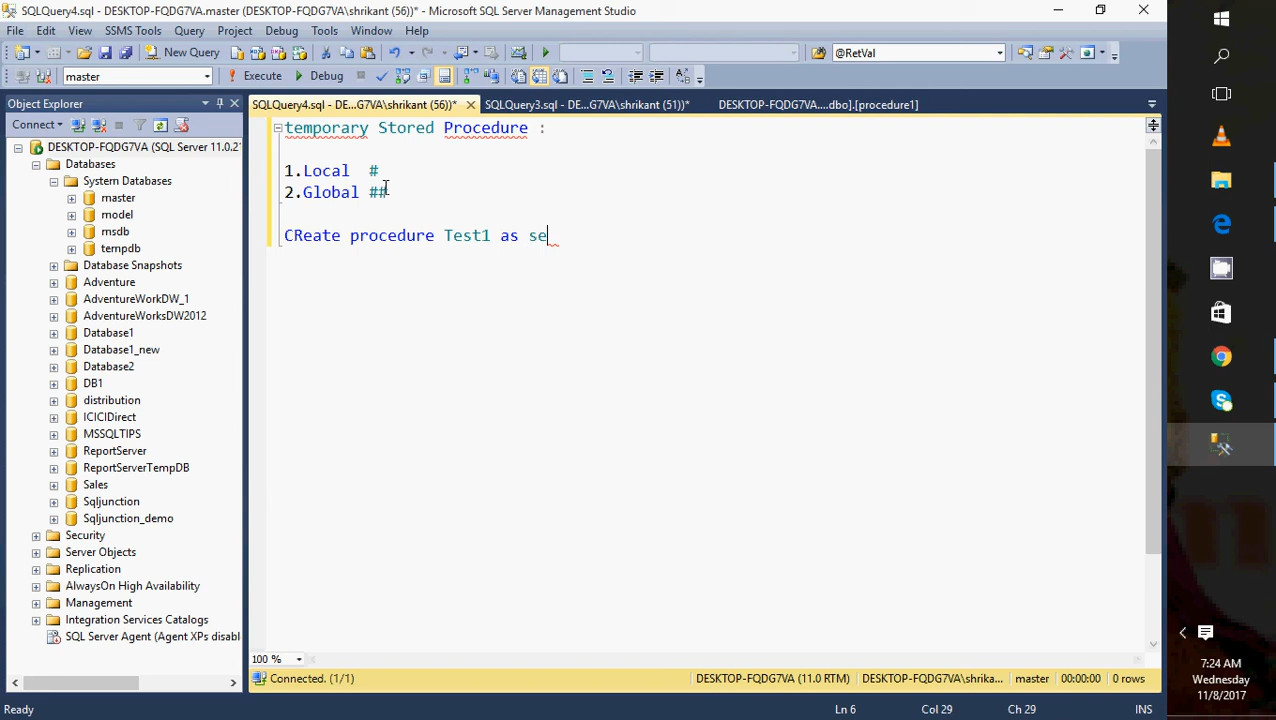 SQLQuery4.sql - DESKTOP-FQDG7VA.master (DESKTOP-FQDG7VA\shrikant (56))* - Microsoft SQL Server Management Studio
File Edit View SSMS Tools Query Project Debug Tools Window Help
New Query @RetVal
master Execute Debug
Object Explorer
SQLQuery4.sql - DE...G7VA\shrikant (56))* SQLQuery3.sql - DE...G7VA\shrikant (51))* DESKTOP-FQDG7VA....dbo].[procedure1]
Connect
DESKTOP-FQDG7VA (SQL Server 11.0.21
Databases
System Databases
master
model
msdb
tempdb
Database Snapshots
Adventure
AdventureWorkDW_1
AdventureWorksDW2012
Database1
Database1_new
Database2
DB1
distribution
ICICIDirect
MSSQLTIPS
ReportServer
ReportServerTempDB
Sales
Sqljunction
Sqljunction_demo
Security
Server Objects
Replication
AlwaysOn High Availability
Management
Integration Services Catalogs
SQL Server Agent (Agent XPs disabl
temporary Stored Procedure :
1.Local #
2.Global ##
CReate procedure Test1 as se
100 %
Connected. (1/1) DESKTOP-FQDG7VA (11.0 RTM) DESKTOP-FQDG7VA\shrika... master 00:00:00 0 rows
Ready Ln 6 Col 29 Ch 29 INS
7:24 AM
Wednesday
11/8/2017